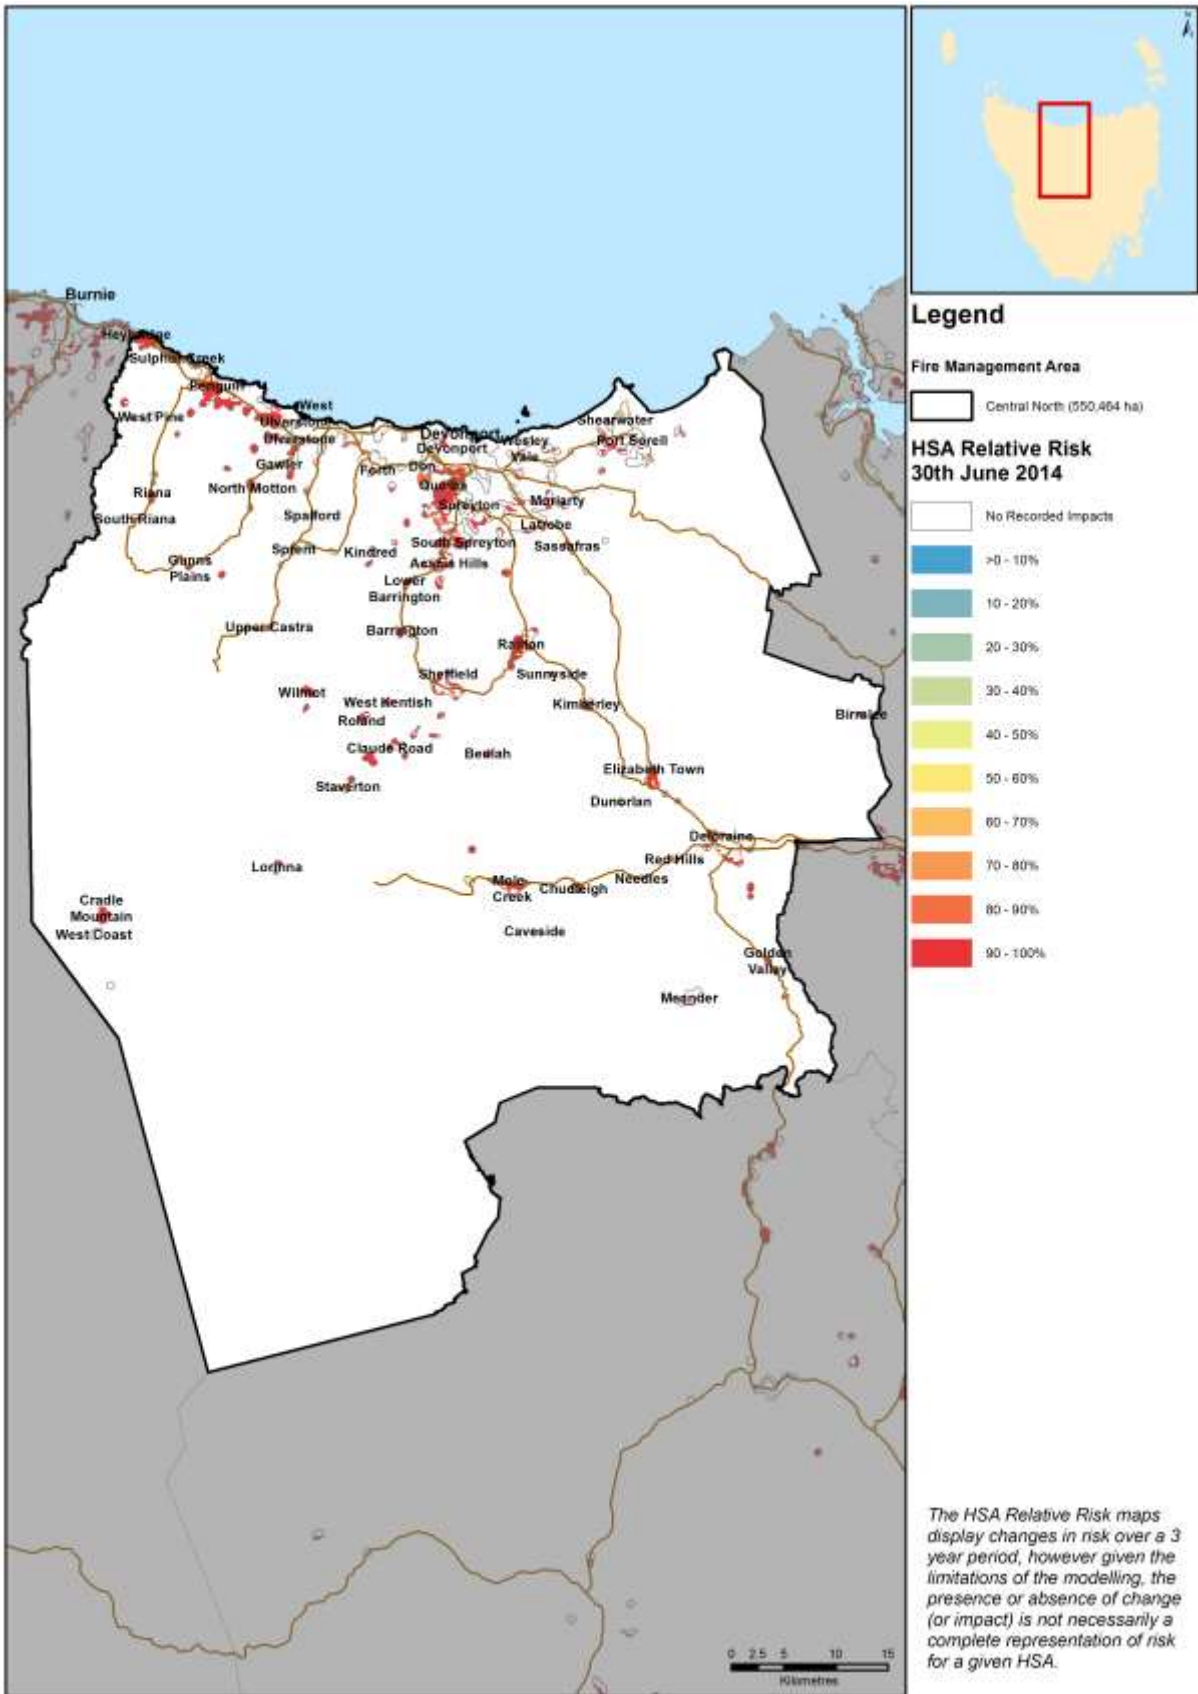 N
Burnie
Heybridge
Sulphur Creek
Penguin
West
West Pine
Ulverstone
Ulverstone
Shearwater
Devonport
Wesley
Port Sorell
Devonport
Vale
Gawler
Forth
Don
Quoiba
Riana
North Motton
Moriarty
Spreyton
South Riana
Spalford
Latrobe
South Spreyton
Sassafras
Sprent
Kindred
Gunns
Plains
Acacia Hills
Lower
Barrington
Upper Castra
Barrington
Railton
Sheffield
Sunnyside
Wilmot
West Kentish
Kimberley
Roland
Birralee
Claude Road
Beulah
Elizabeth Town
Staverton
Dunorlan
Deloraine
Red Hills
Lorinna
Needles
Mole
Creek
Chudleigh
Cradle
Mountain
West Coast
Caveside
Golden
Valley
Meander
0 2.5 5 10 15
Kilometres
Legend
Fire Management Area
Central North (550,464 ha)
HSA Relative Risk
30th June 2014
No Recorded Impacts
>0 - 10%
10 - 20%
20 - 30%
30 - 40%
40 - 50%
50 - 60%
60 - 70%
70 - 80%
80 - 90%
90 - 100%
The HSA Relative Risk maps
display changes in risk over a 3
year period, however given the
limitations of the modelling, the
presence or absence of change
(or impact) is not necessarily a
complete representation of risk
for a given HSA.